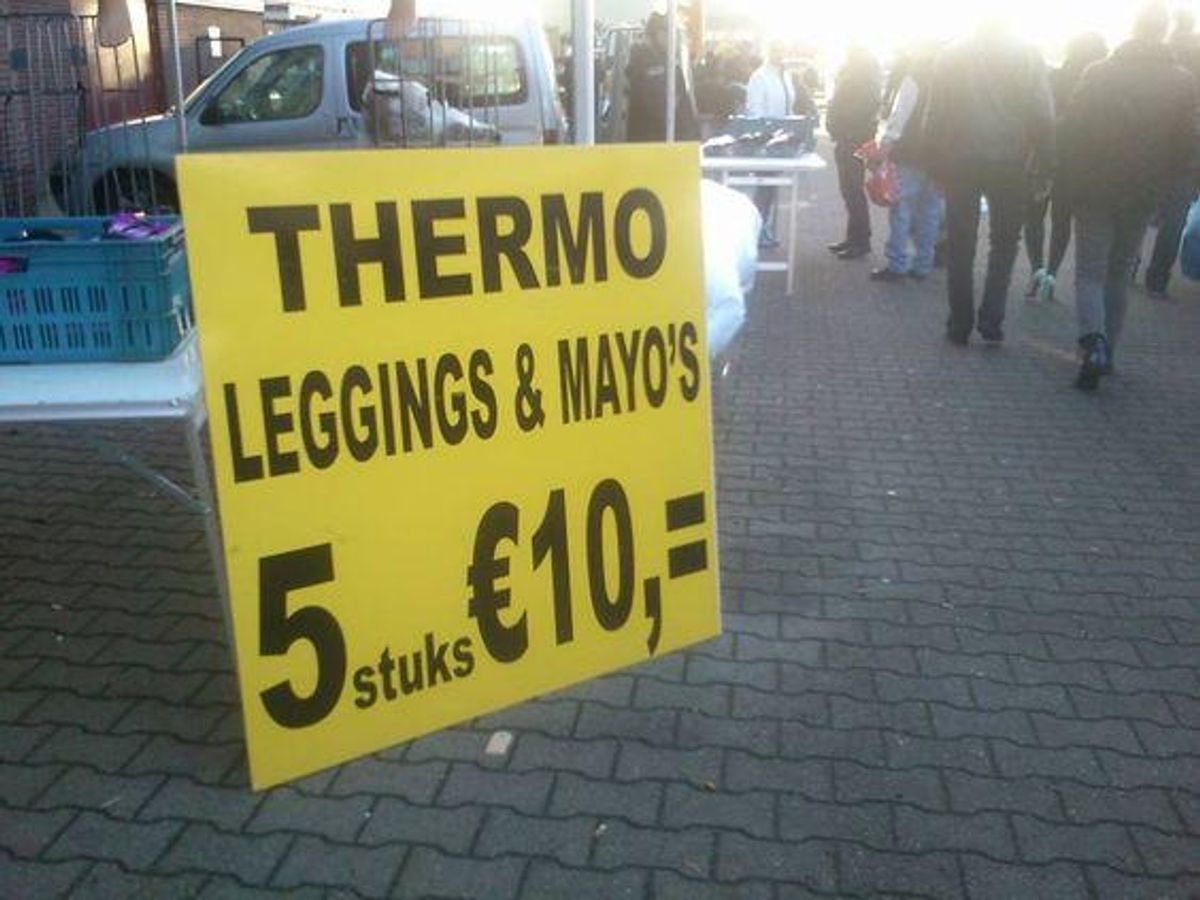 THERMO
LEGGINGS & MAYO'S
5 stuks €10,=